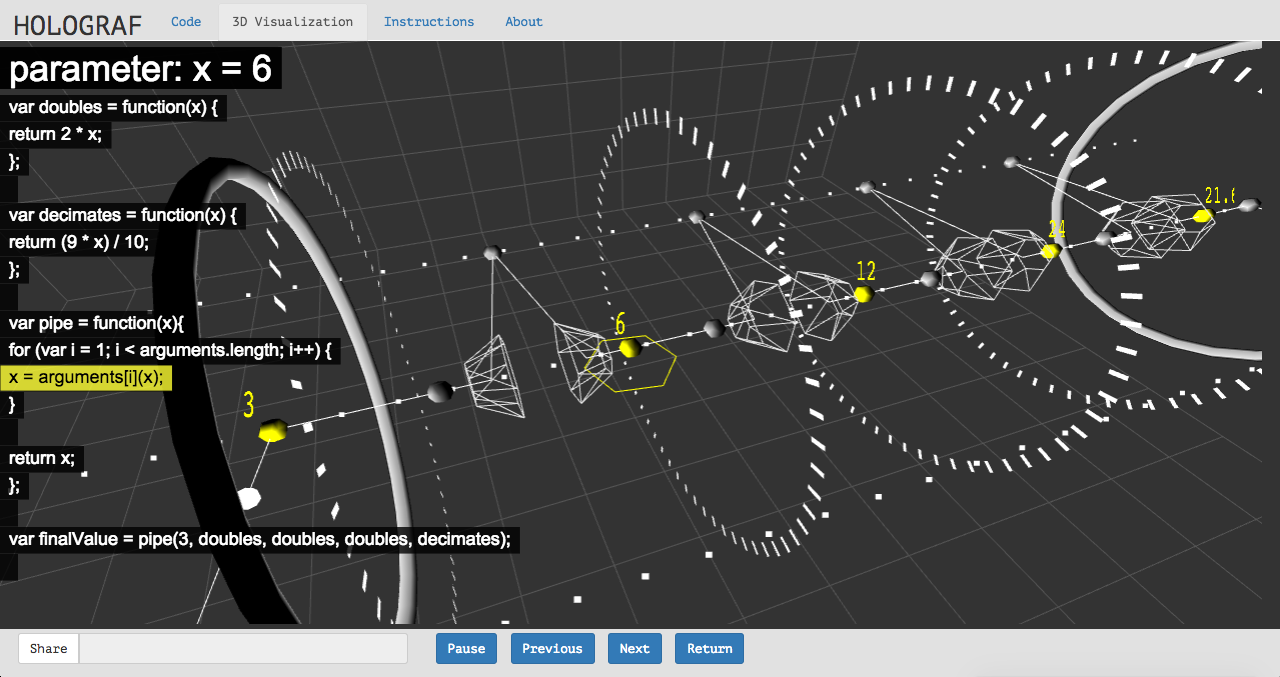 HOLOGRAF Code 3D Visualization Instructions About
parameter: x = 6
var doubles = function(x) {
return 2 * x;
};
var decimates = function(x) {
return (9 * x) / 10;
};
var pipe = function(x){
for (var i = 1; i < arguments.length; i++) {
x = arguments[i](x);
}
return x;
};
var finalValue = pipe(3, doubles, doubles, doubles, decimates);
3
6
12
24
21.6
Share Pause Previous Next Return